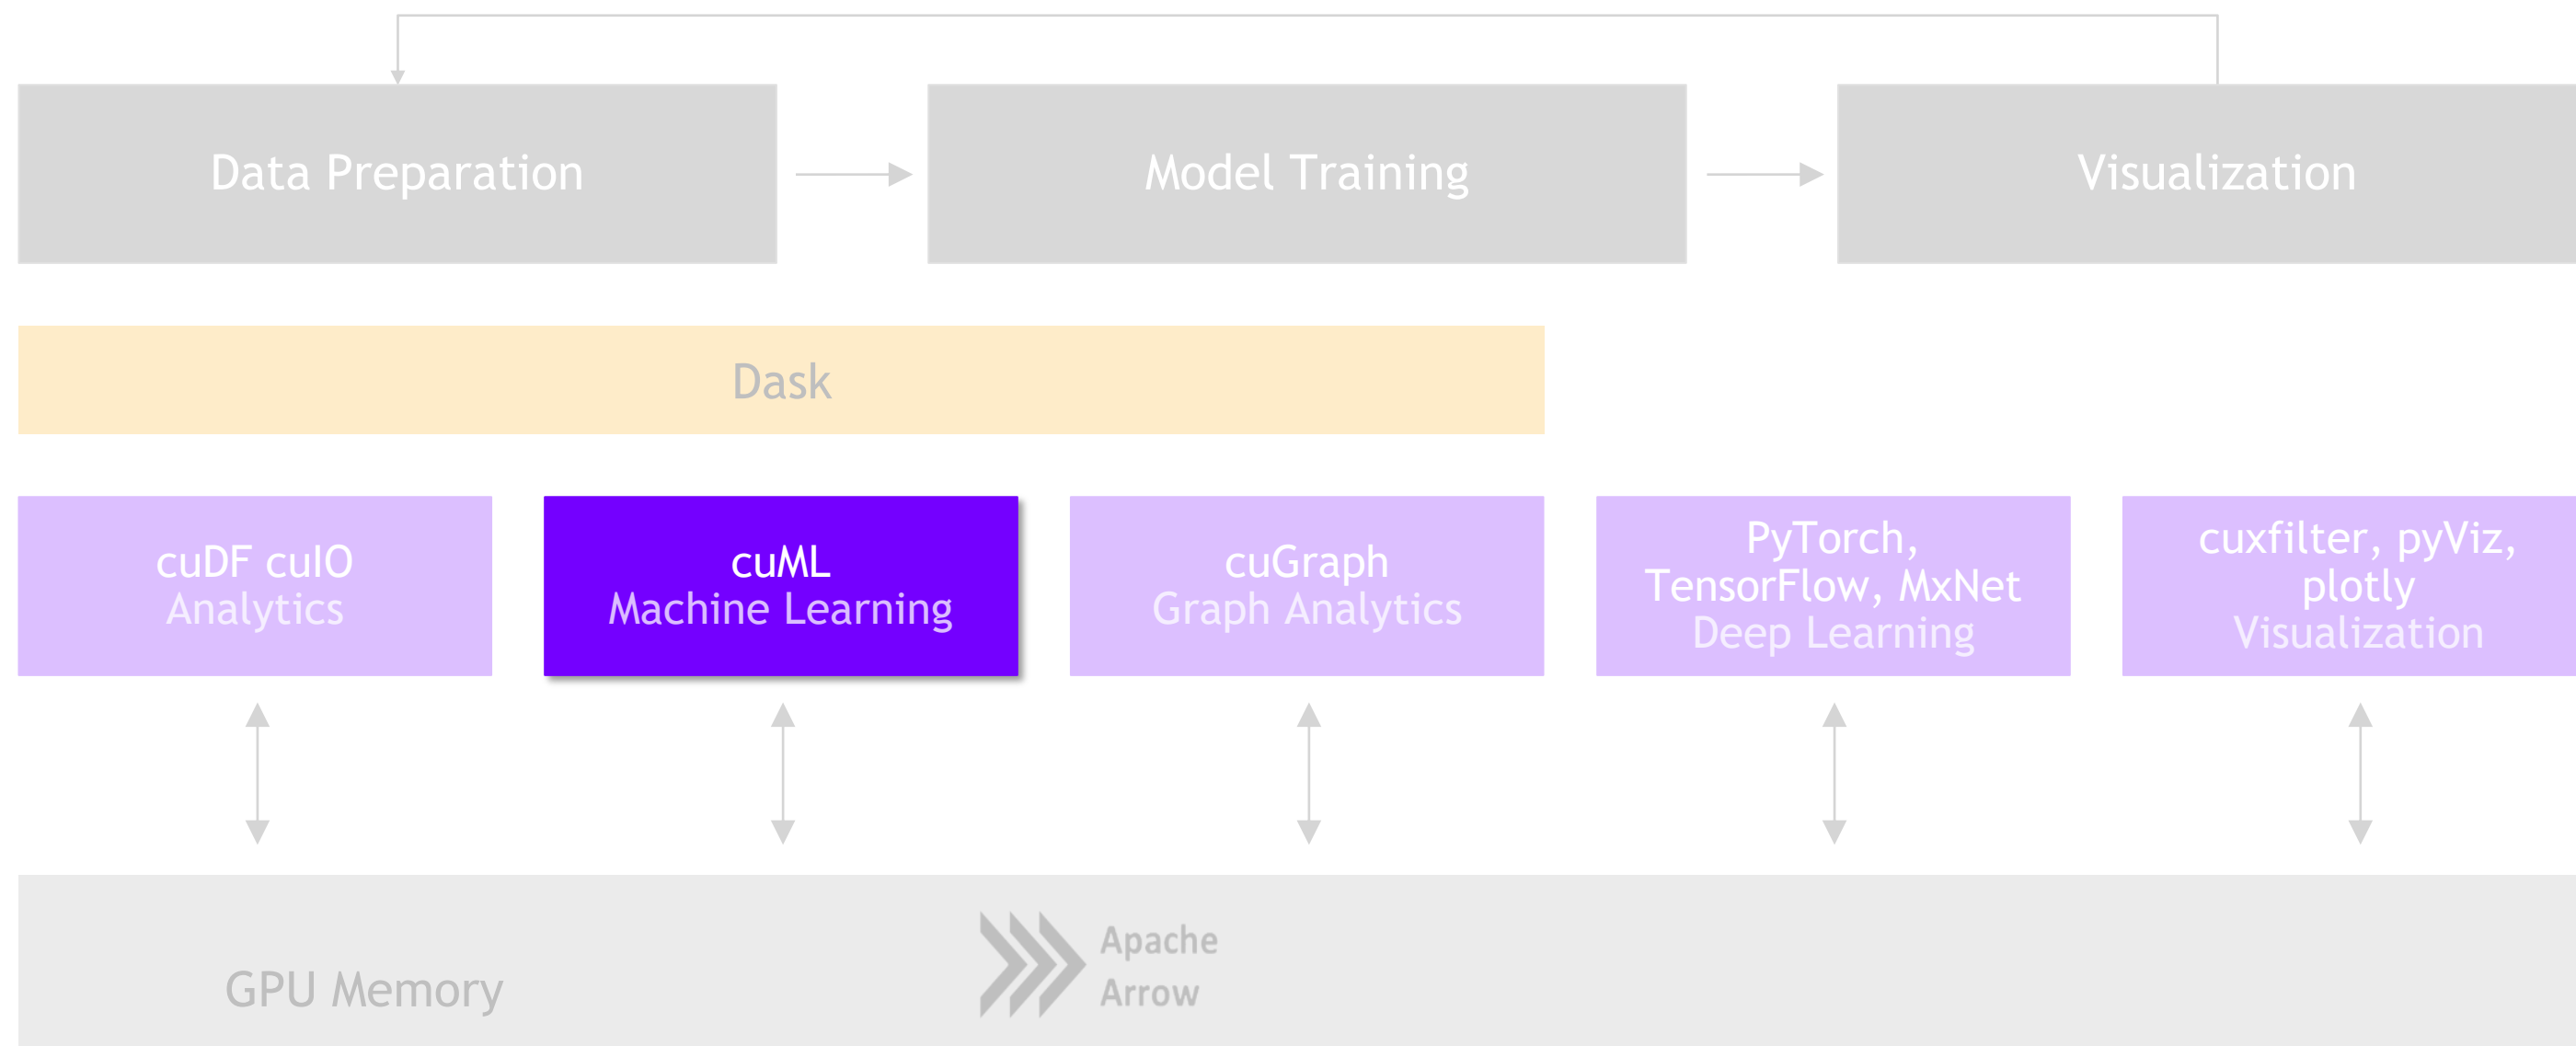 Data Preparation
Model Training
Visualization
Dask
cuDF cuIO
Analytics
cuML
Machine Learning
cuGraph
Graph Analytics
PyTorch,
TensorFlow, MxNet
Deep Learning
cuxfilter, pyViz,
plotly
Visualization
GPU Memory
Apache
Arrow